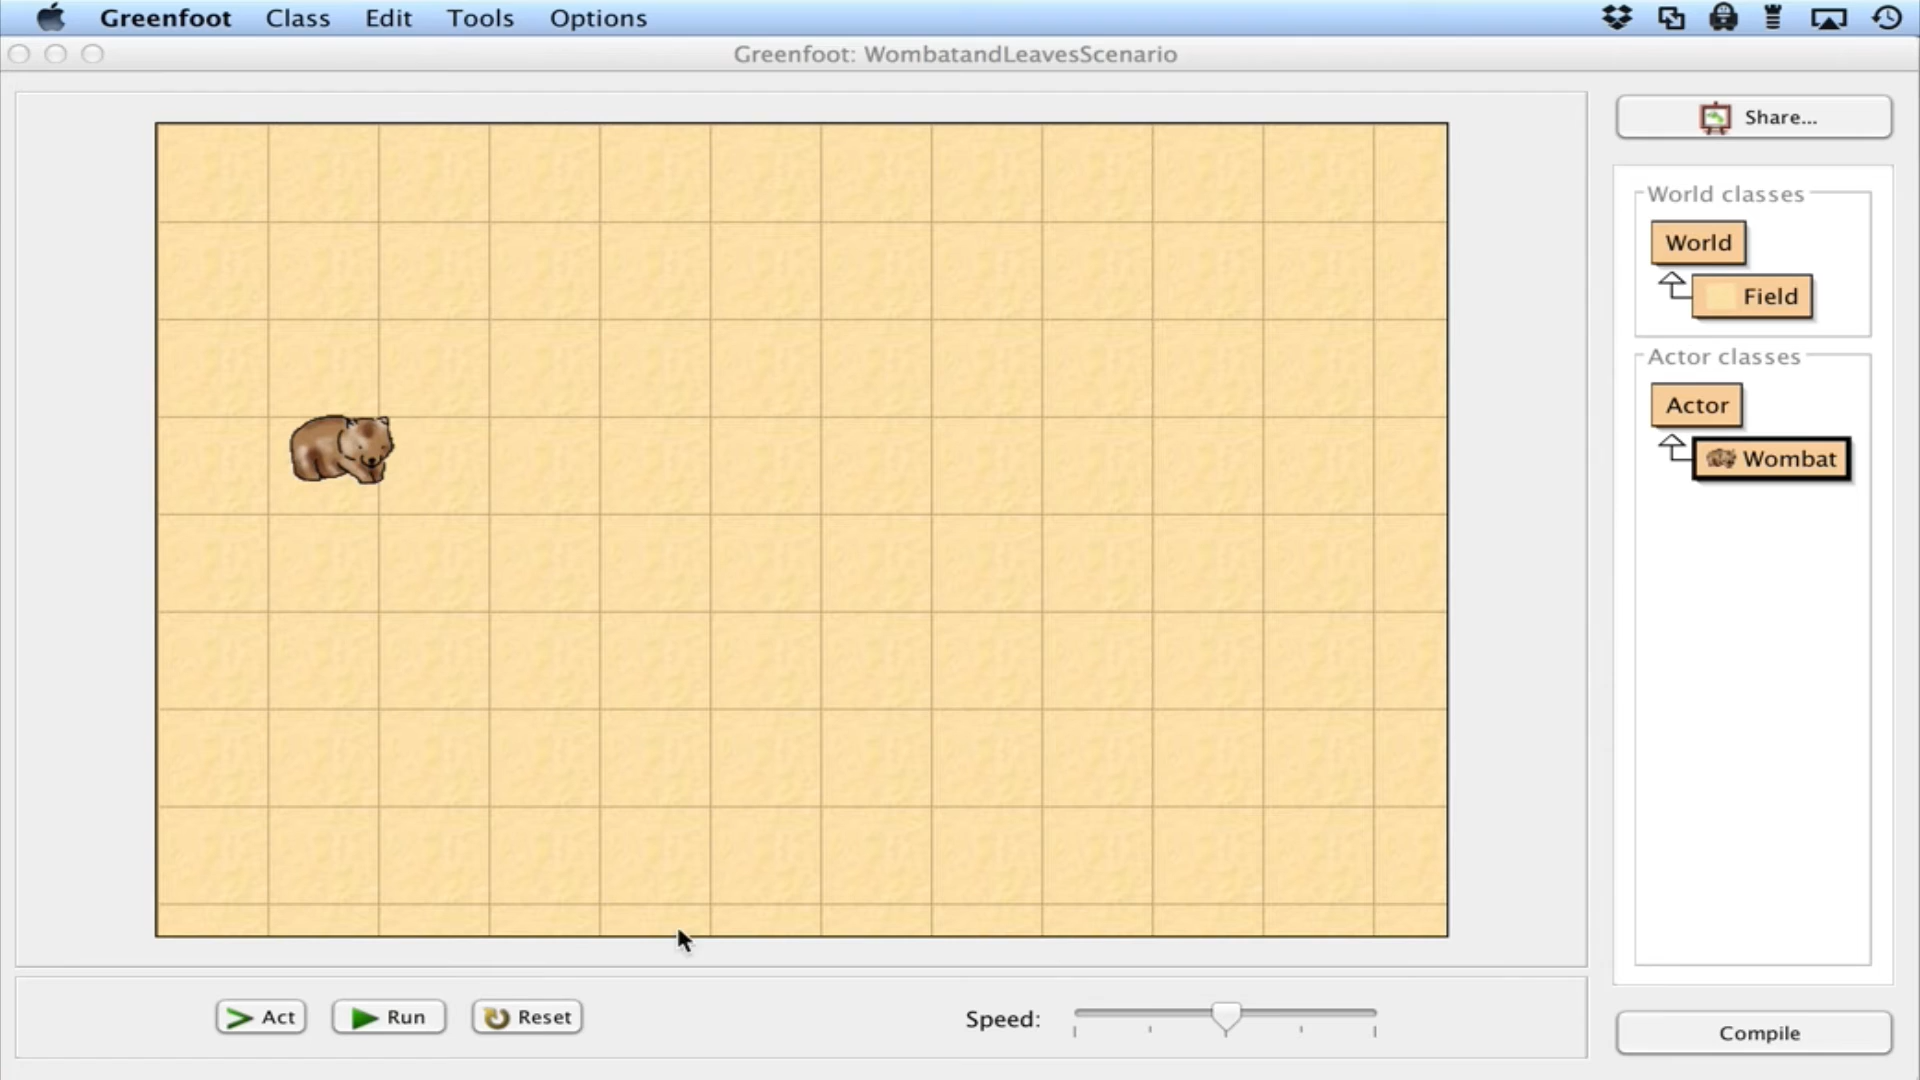 Greenfoot Class Edit Tools Options
Greenfoot: WombatandLeavesScenario
Share...
World classes
World
Field
Actor classes
Actor
Wombat
Act Run Reset Speed:
Compile